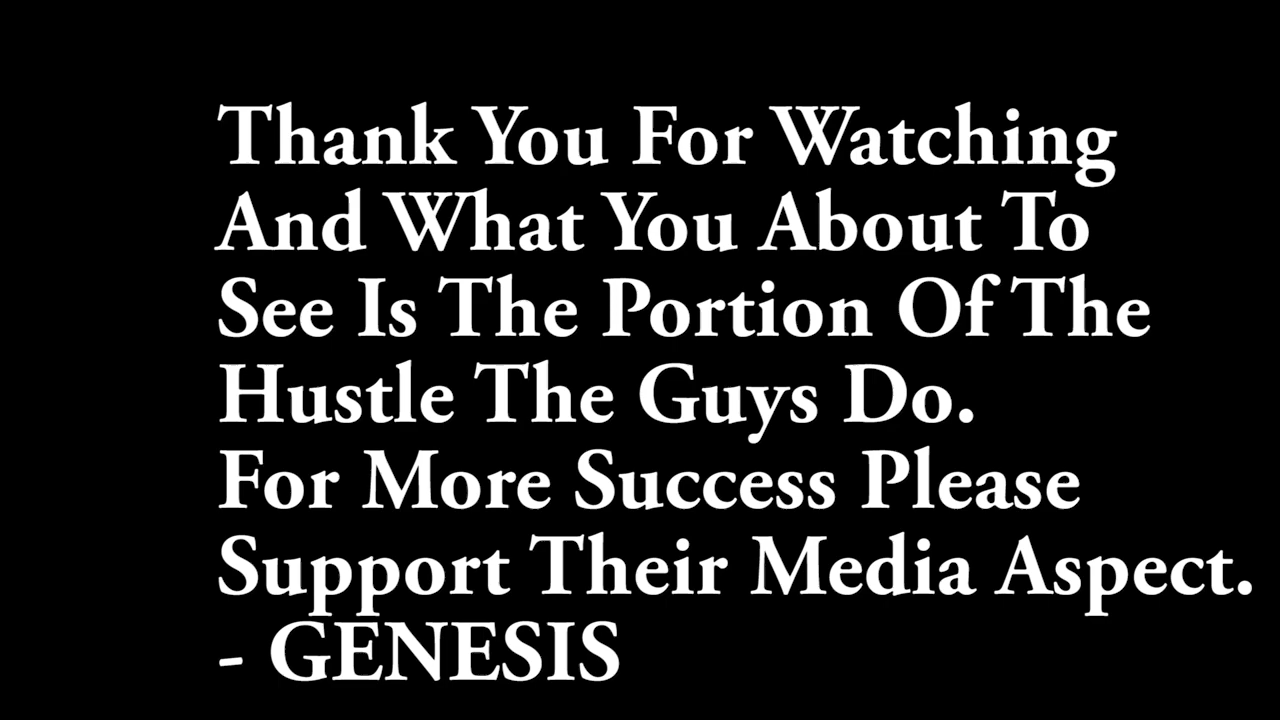 Thank You For Watching
And What You About To
See Is The Portion Of The
Hustle The Guys Do.
For More Success Please
Support Their Media Aspect.
- GENESIS